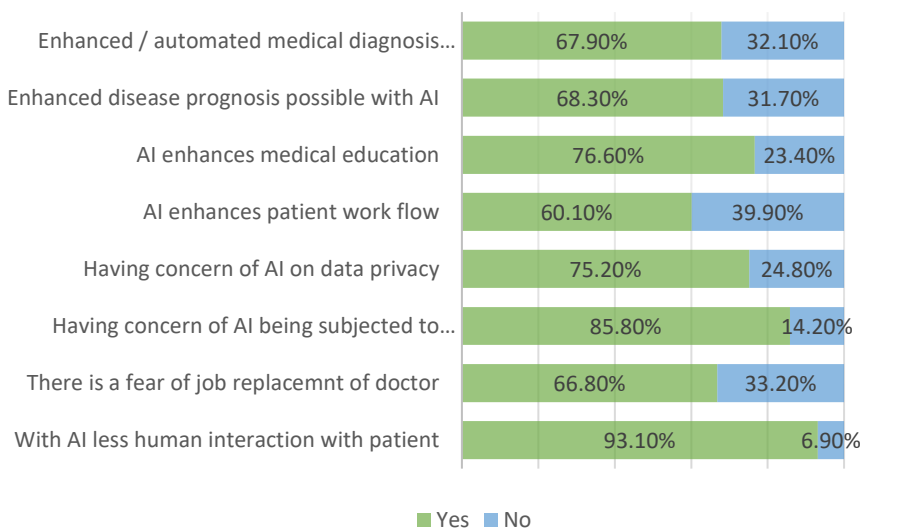 Enhanced / automated medical diagnosis... 67.90% 32.10%
Enhanced disease prognosis possible with AI 68.30% 31.70%
AI enhances medical education 76.60% 23.40%
AI enhances patient work flow 60.10% 39.90%
Having concern of AI on data privacy 75.20% 24.80%
Having concern of AI being subjected to... 85.80% 14.20%
There is a fear of job replacemnt of doctor 66.80% 33.20%
With AI less human interaction with patient 93.10% 6.90%
Yes No